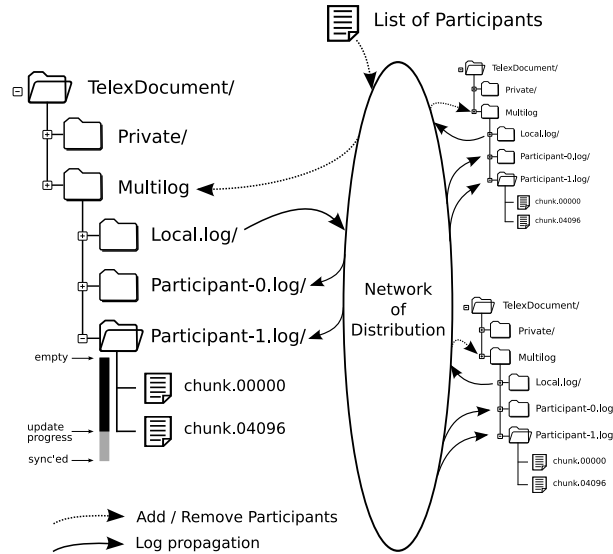 List of Participants
TelexDocument/
Private/
Multilog
Local.log/
Participant-0.log/
Participant-1.log/
empty
update
progress
sync'ed
chunk.00000
chunk.04096
Network
of
Distribution
TelexDocument/
Private/
Multilog
Local.log/
Participant-0.log/
Participant-1.log/
chunk.00000
chunk.04096
TelexDocument/
Private/
Multilog
Local.log/
Participant-0.log
Participant-1.log
chunk.00000
chunk.04096
Add / Remove Participants
Log propagation